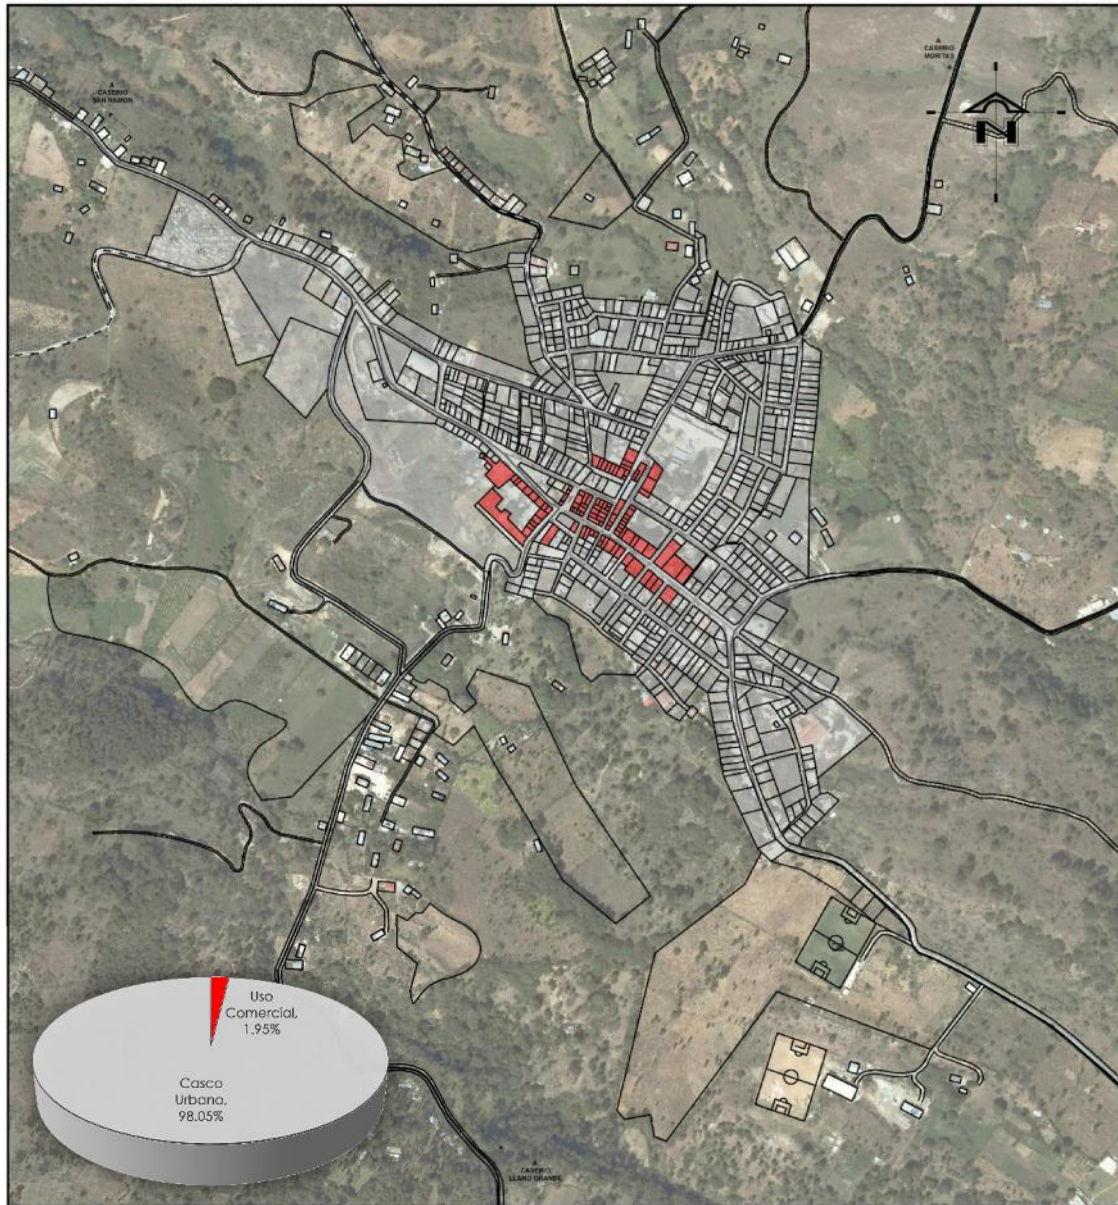 CASERIO
MORITAS
CASERIO
SAN RAMON
N
Uso
Comercial,
1.95%
Casco
Urbano,
98.05%
CASERIO
LLANO GRANDE